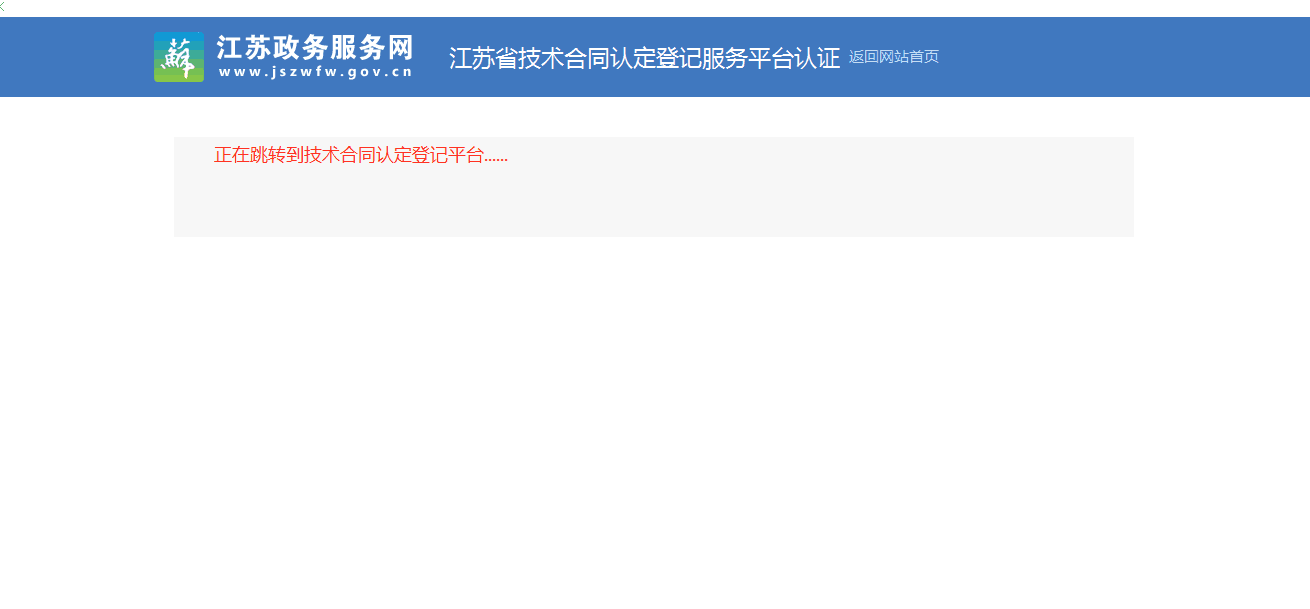 蘇
江苏政务服务网
www.jszwfw.gov.cn
江苏省技术合同认定登记服务平台认证 返回网站首页
正在跳转到技术合同认定登记平台......